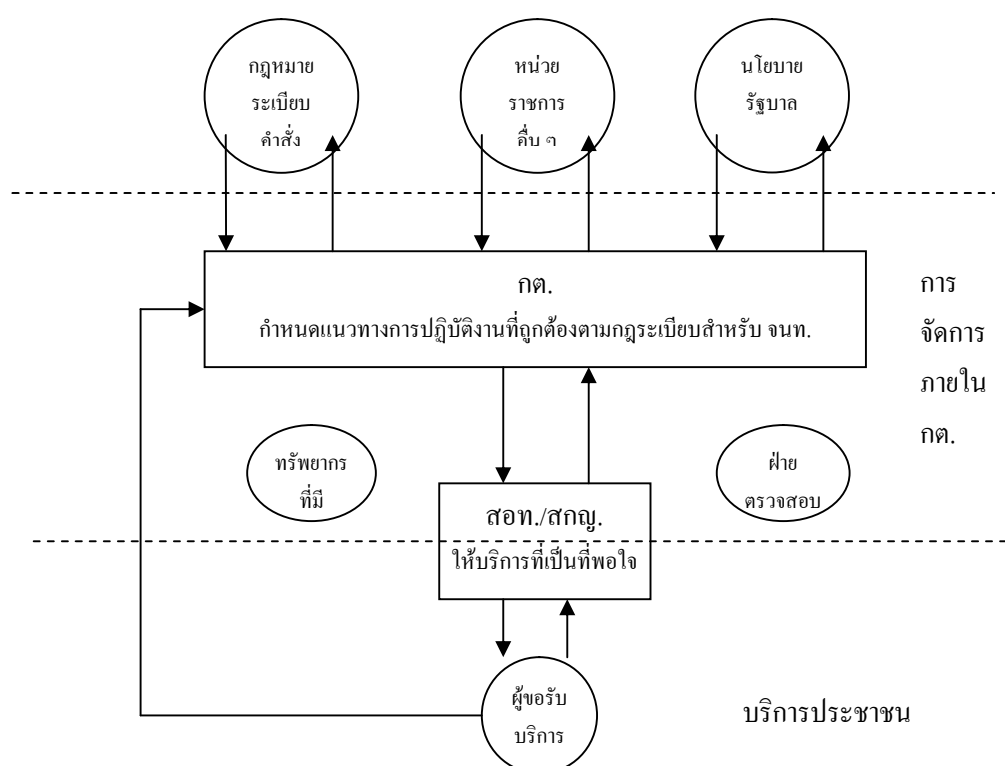 กฎหมาย
ระเบียบ
คำสั่ง
หน่วย
ราชการ
อื่น ๆ
นโยบาย
รัฐบาล
กต.
กำหนดแนวทางการปฏิบัติงานที่ถูกต้องตามกฎระเบียบสำหรับ จนท.
การ
จัดการ
ภายใน
กต.
ทรัพยากร
ที่มี
ฝ่าย
ตรวจสอบ
สอท./สกญ.
ให้บริการที่เป็นที่พอใจ
ผู้ขอรับ
บริการ
บริการประชาชน